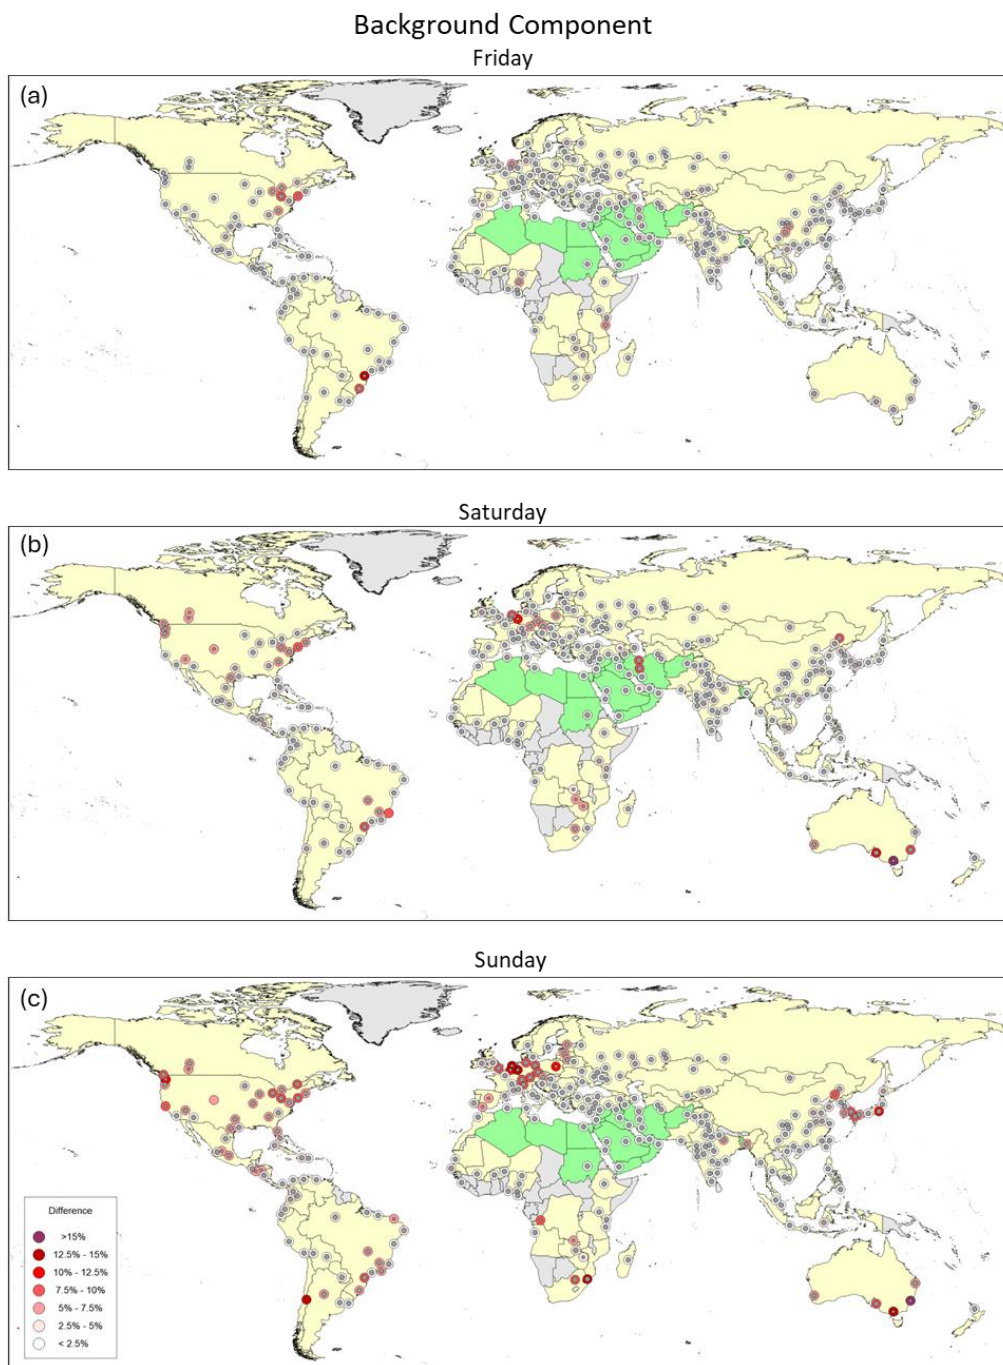 Background Component
Friday
(a)
Saturday
(b)
Sunday
(c)
Difference
>15%
12.5% - 15%
10% - 12.5%
7.5% - 10%
5% - 7.5%
2.5% - 5%
< 2.5%